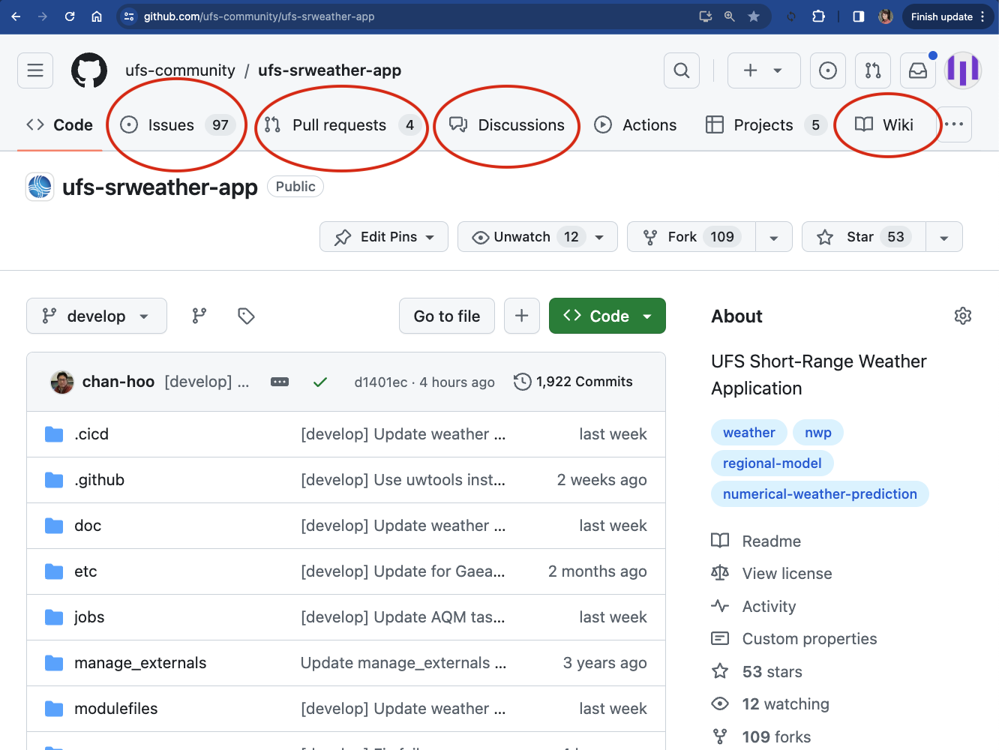 github.com/ufs-community/ufs-srweather-app
Finish update
ufs-community / ufs-srweather-app
Code
Issues 97
Pull requests 4
Discussions
Actions
Projects 5
Wiki
ufs-srweather-app Public
Edit Pins
Unwatch 12
Fork 109
Star 53
develop
Go to file
Code
chan-hoo [develop] ... d1401ec · 4 hours ago 1,922 Commits
.cicd [develop] Update weather ... last week
.github [develop] Use uwtools inst... 2 weeks ago
doc [develop] Update weather ... last week
etc [develop] Update for Gaea... 2 months ago
jobs [develop] Update AQM tas... last week
manage_externals Update manage_externals ... 3 years ago
modulefiles [develop] Update weather ... last week
About
UFS Short-Range Weather
Application
weather nwp
regional-model
numerical-weather-prediction
Readme
View license
Activity
Custom properties
53 stars
12 watching
109 forks